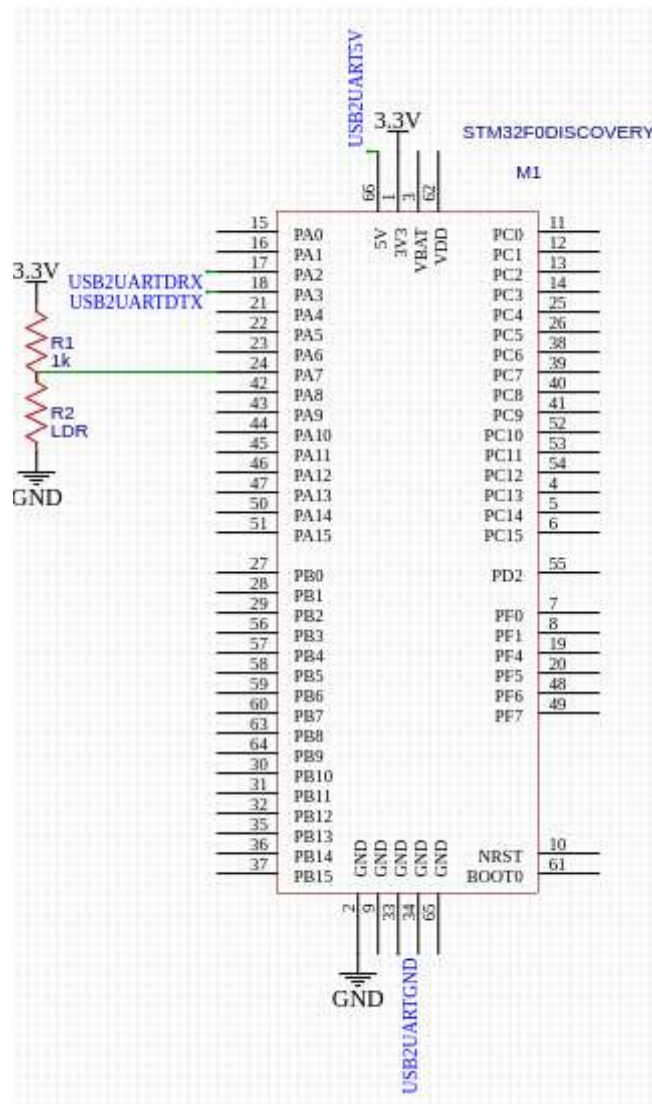 USB2UART5V
3.3V
STM32F0DISCOVERY
M1
66 1 3 62
5V 3V3 VBAT VDD
15 PA0 PC0 11
16 PA1 PC1 12
17 PA2 PC2 13
3.3V
USB2UARTDRX
18 PA3 PC3 14
USB2UARTDTX
21 PA4 PC4 25
22 PA5 PC5 26
R1
1k
23 PA6 PC6 38
24 PA7 PC7 39
42 PA8 PC8 40
R2
LDR
43 PA9 PC9 41
44 PA10 PC10 52
45 PA11 PC11 53
46 PA12 PC12 54
GND
47 PA13 PC13 4
50 PA14 PC14 5
51 PA15 PC15 6
27 PB0 PD2 55
28 PB1
29 PB2 PF0 7
56 PB3 PF1 8
57 PB4 PF4 19
58 PB5 PF5 20
59 PB6 PF6 48
60 PB7 PF7 49
63 PB8
64 PB9
30 PB10
31 PB11
32 PB12
35 PB13
36 PB14 NRST 10
37 PB15 BOOT0 61
GND GND GND GND GND
2 9 33 34 65
GND
USB2UARTGND